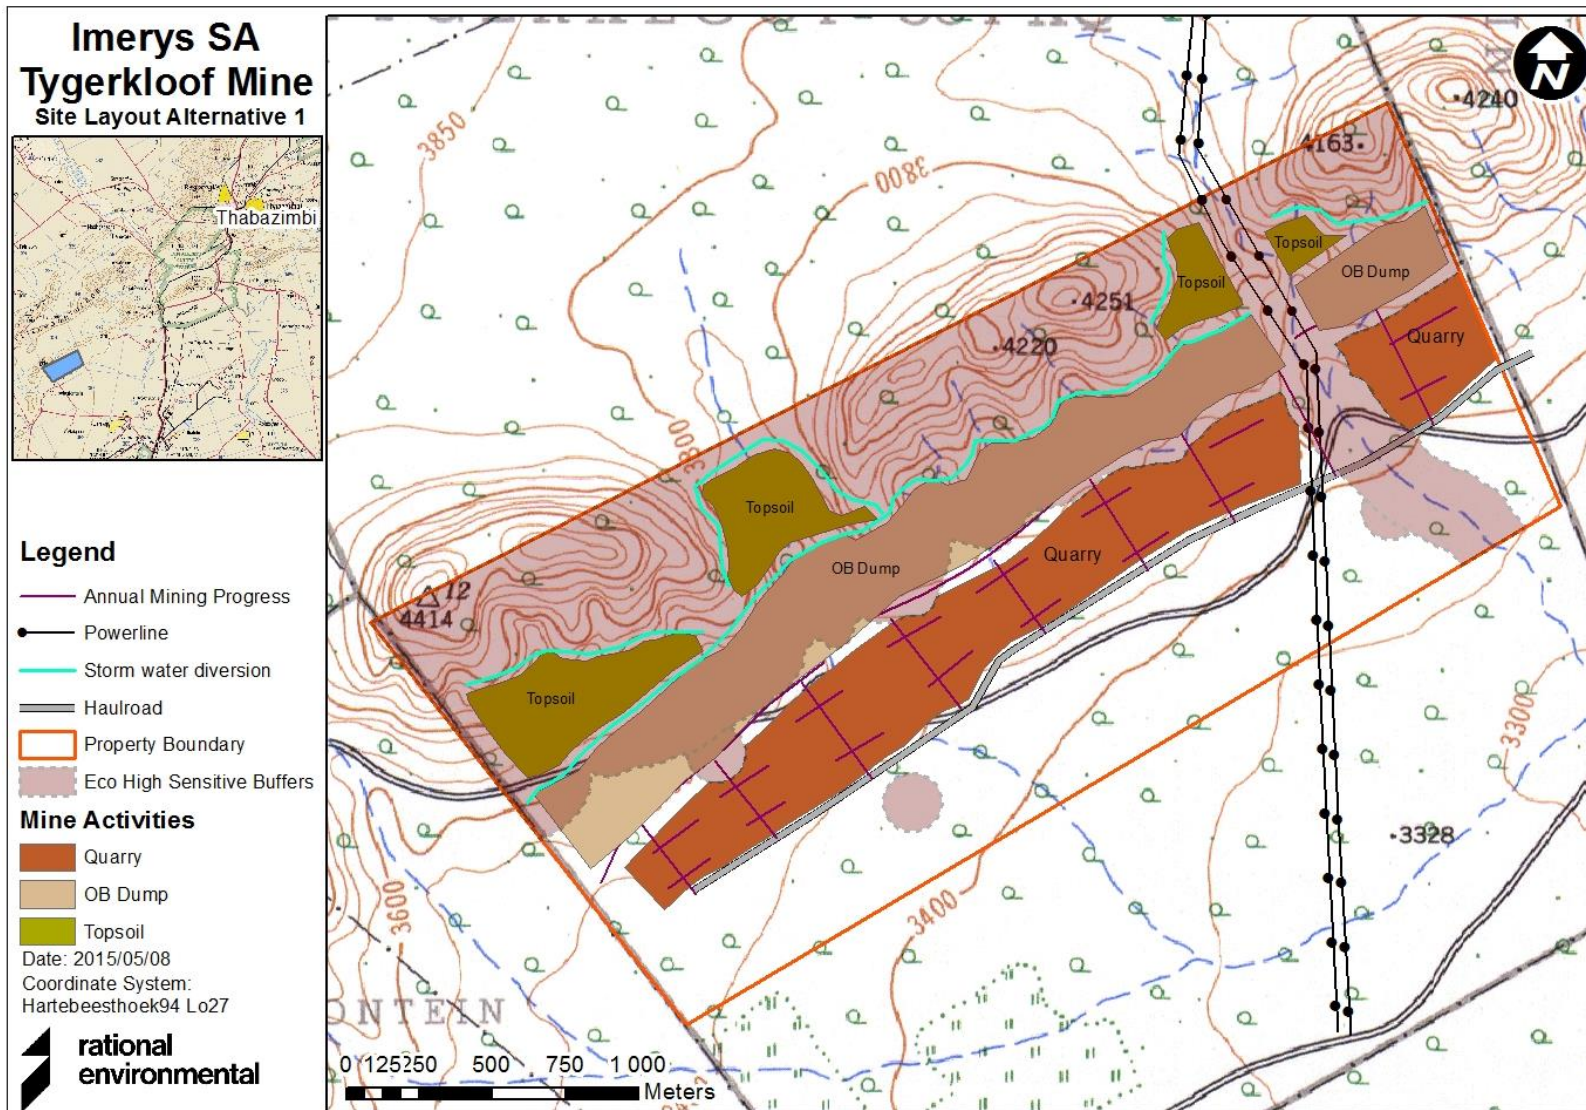 Imerys SA
Tygerkloof Mine
Site Layout Alternative 1
Thabazimbi
Legend
Annual Mining Progress
Powerline
Storm water diversion
Haulroad
Property Boundary
Eco High Sensitive Buffers
Mine Activities
Quarry
OB Dump
Topsoil
Date: 2015/05/08
Coordinate System:
Hartebeesthoek94 Lo27
rational
environmental
N
4240
3850
4163
3800
Topsoil
OB Dump
Topsoil
4251
Quarry
4220
3800
Topsoil
Quarry
OB Dump
12
4414
Topsoil
33000
3328
3600
3400
ONTEIN
0 125250 500 750 1 000
Meters